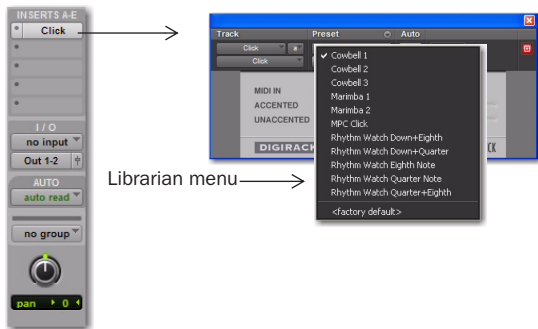 INSERTS A-E
Click
I / O
no input
Out 1-2
AUTO
auto read
no group
pan 0
Librarian menu
Track Preset Auto
Click a
Click
MIDI IN
ACCENTED
UNACCENTED
DIGIRACK
Cowbell 1
Cowbell 2
Cowbell 3
Marimba 1
Marimba 2
MPC Click
Rhythm Watch Down+Eighth
Rhythm Watch Down+Quarter
Rhythm Watch Eighth Note
Rhythm Watch Quarter Note
Rhythm Watch Quarter+Eighth
<factory default>